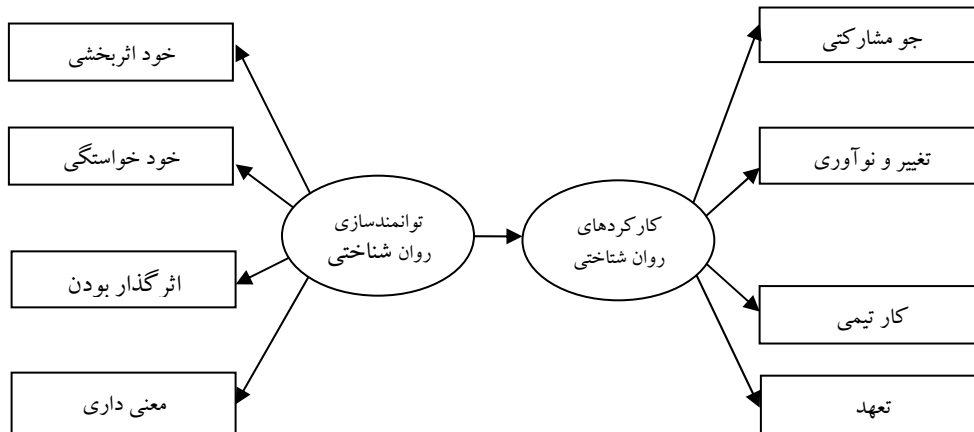 جو مشارکتی
خود اثربخشی
تغییر و نوآوری
خود خواستگی
کارکردهای
روان شتاختی
توانمندسازی
روان شناختی
اثرگذار بودن
کار تیمی
معنی داری
تعهد